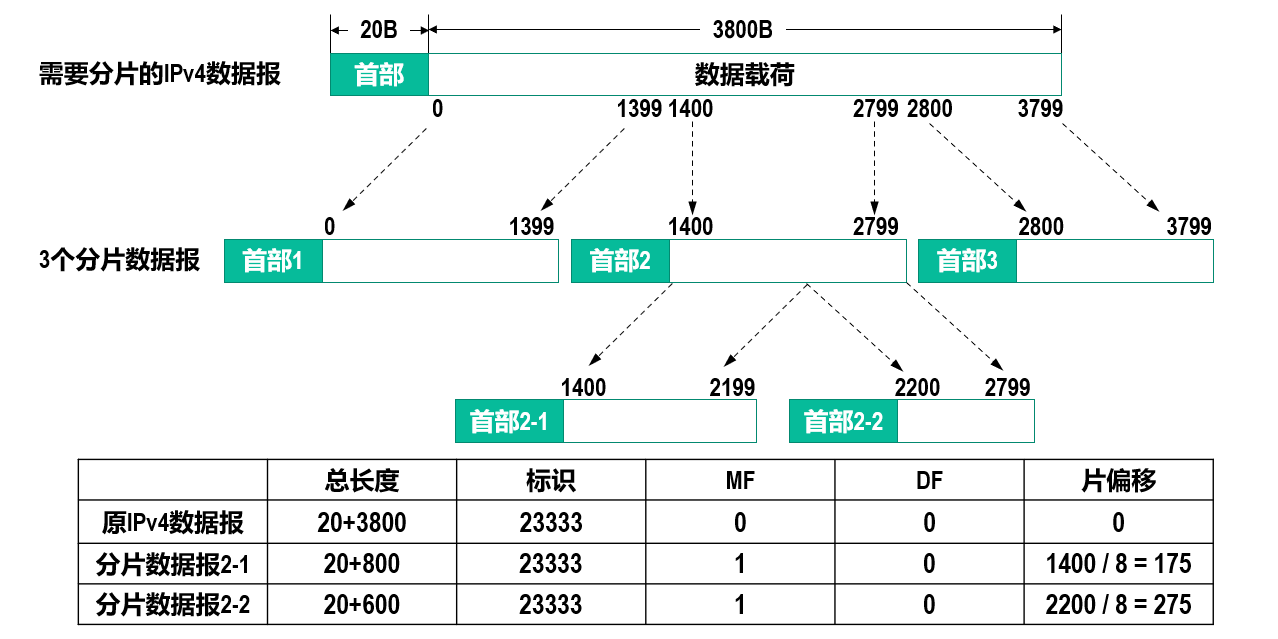 20B 3800B
需要分片的IPv4数据报 首部 数据载荷
0 1399 1400 2799 2800 3799
0 1399 1400 2799 2800 3799
3个分片数据报 首部1 首部2 首部3
1400 2199 2200 2799
首部2-1 首部2-2
总长度 标识 MF DF 片偏移
原IPv4数据报 20+3800 23333 0 0 0
分片数据报2-1 20+800 23333 1 0 1400 / 8 = 175
分片数据报2-2 20+600 23333 1 0 2200 / 8 = 275